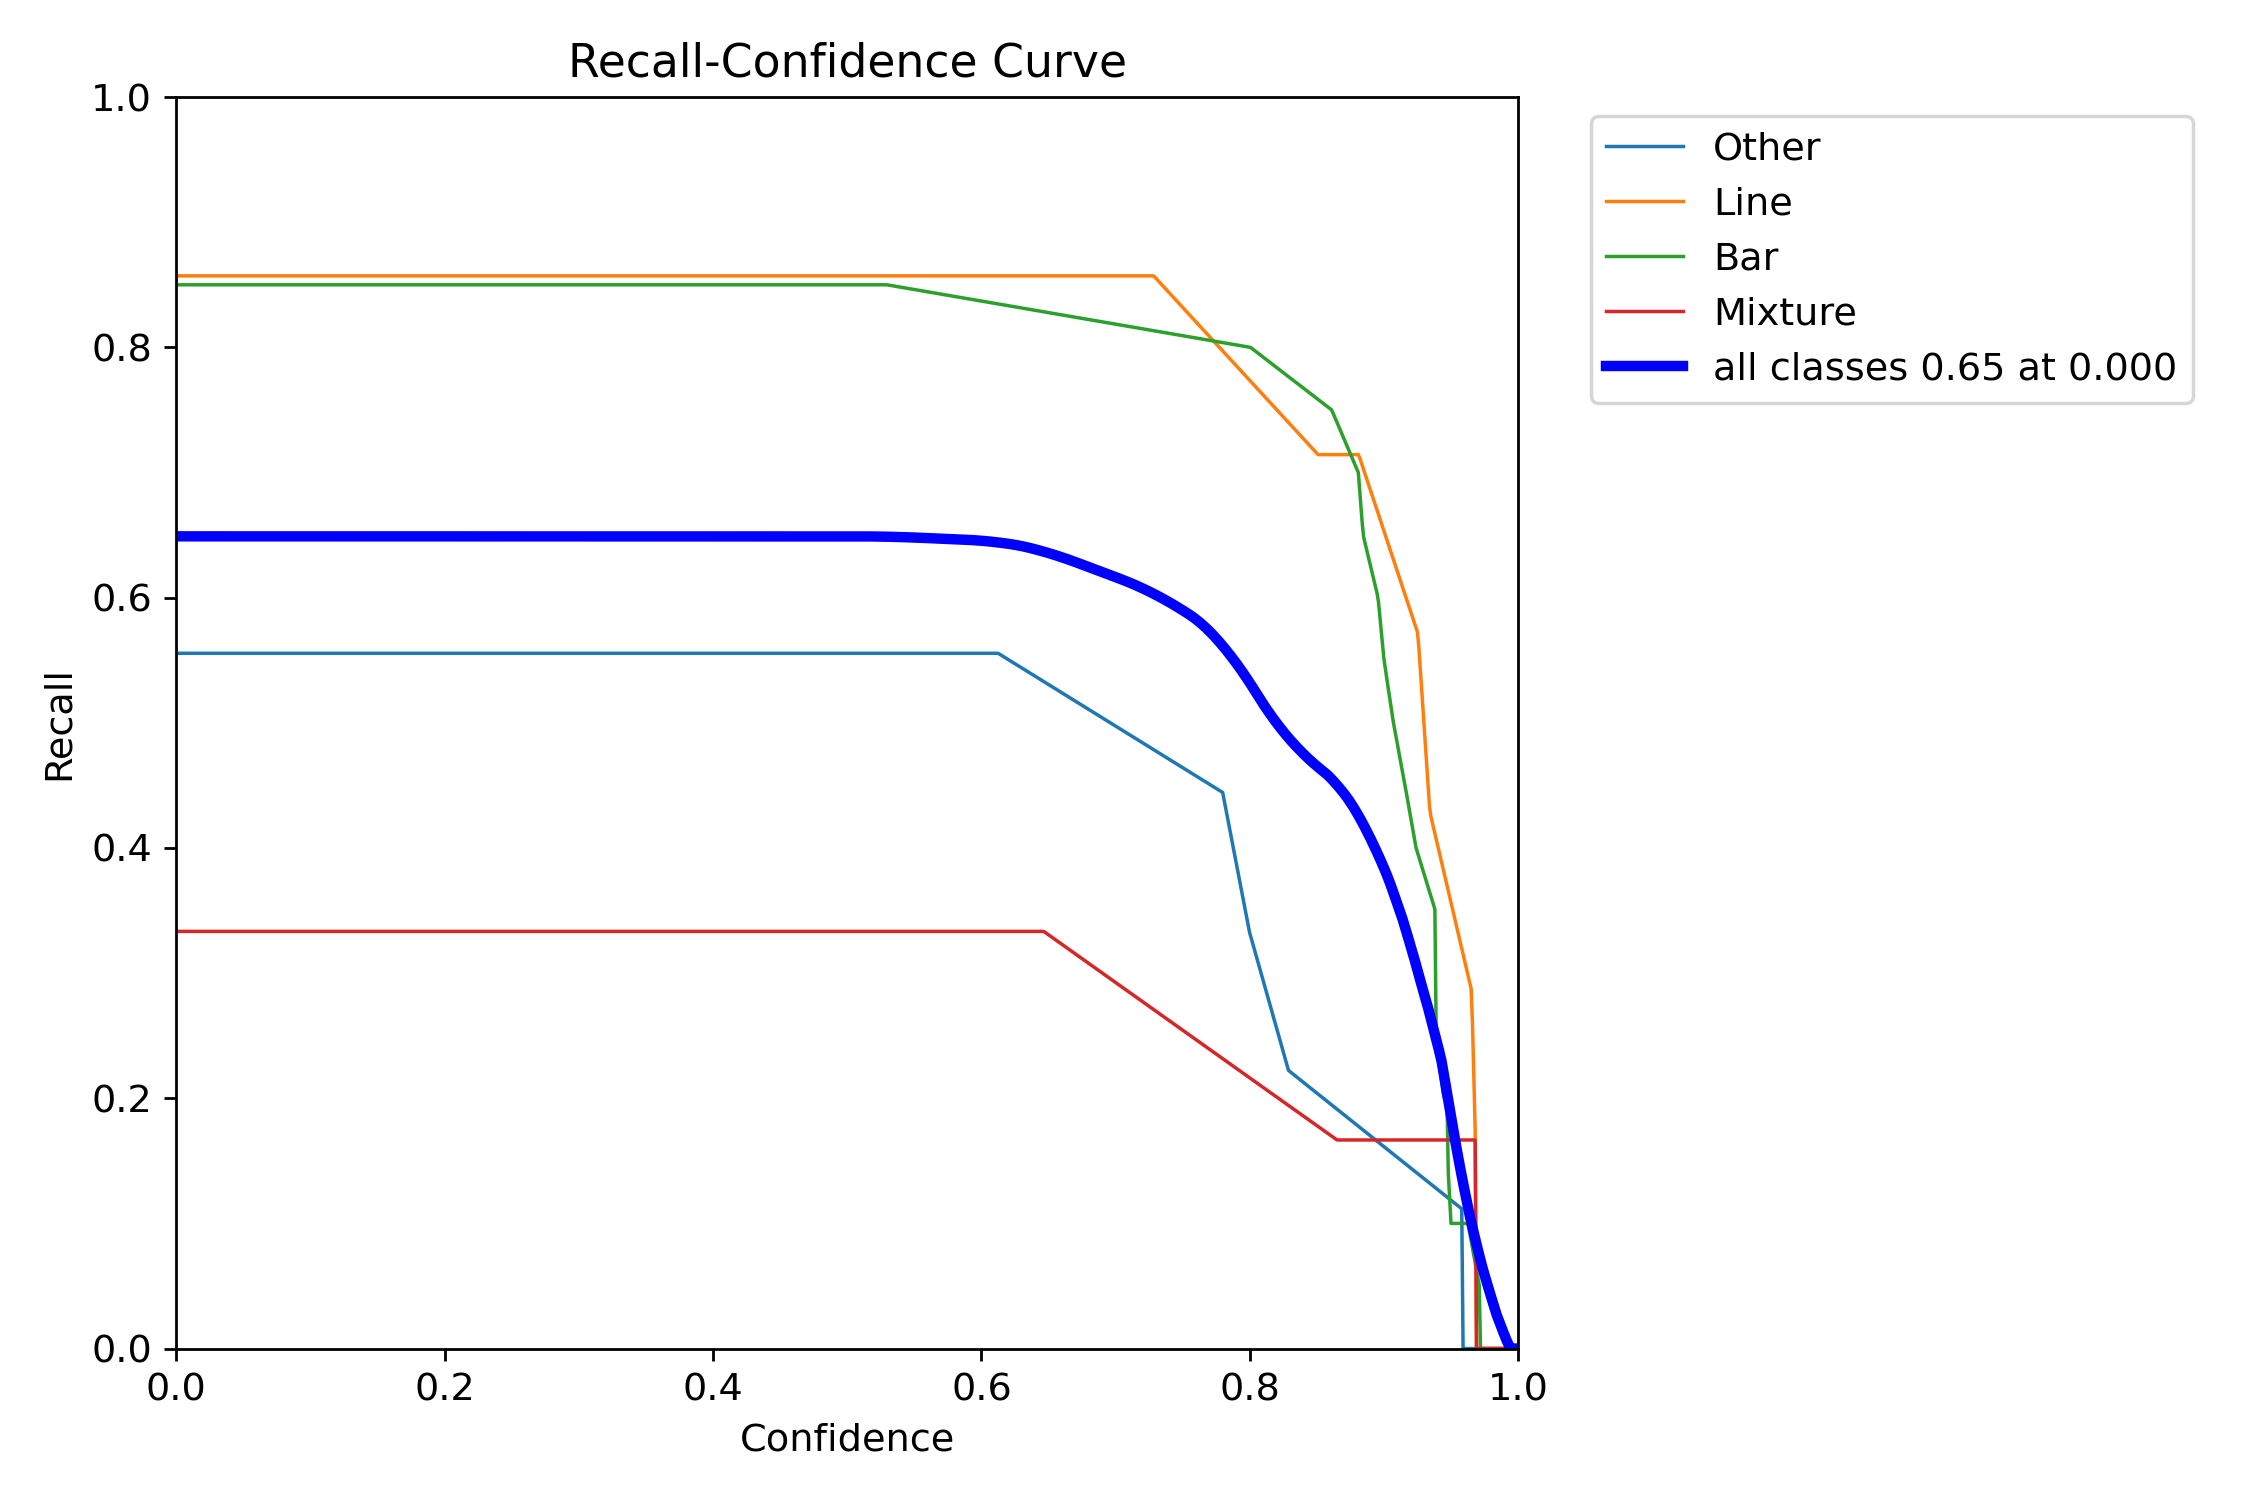 Recall-Confidence Curve
1.0
0.8
0.6
0.4
0.2
0.0
Recall
0.0 0.2 0.4 0.6 0.8 1.0
Confidence
Other
Line
Bar
Mixture
all classes 0.65 at 0.000